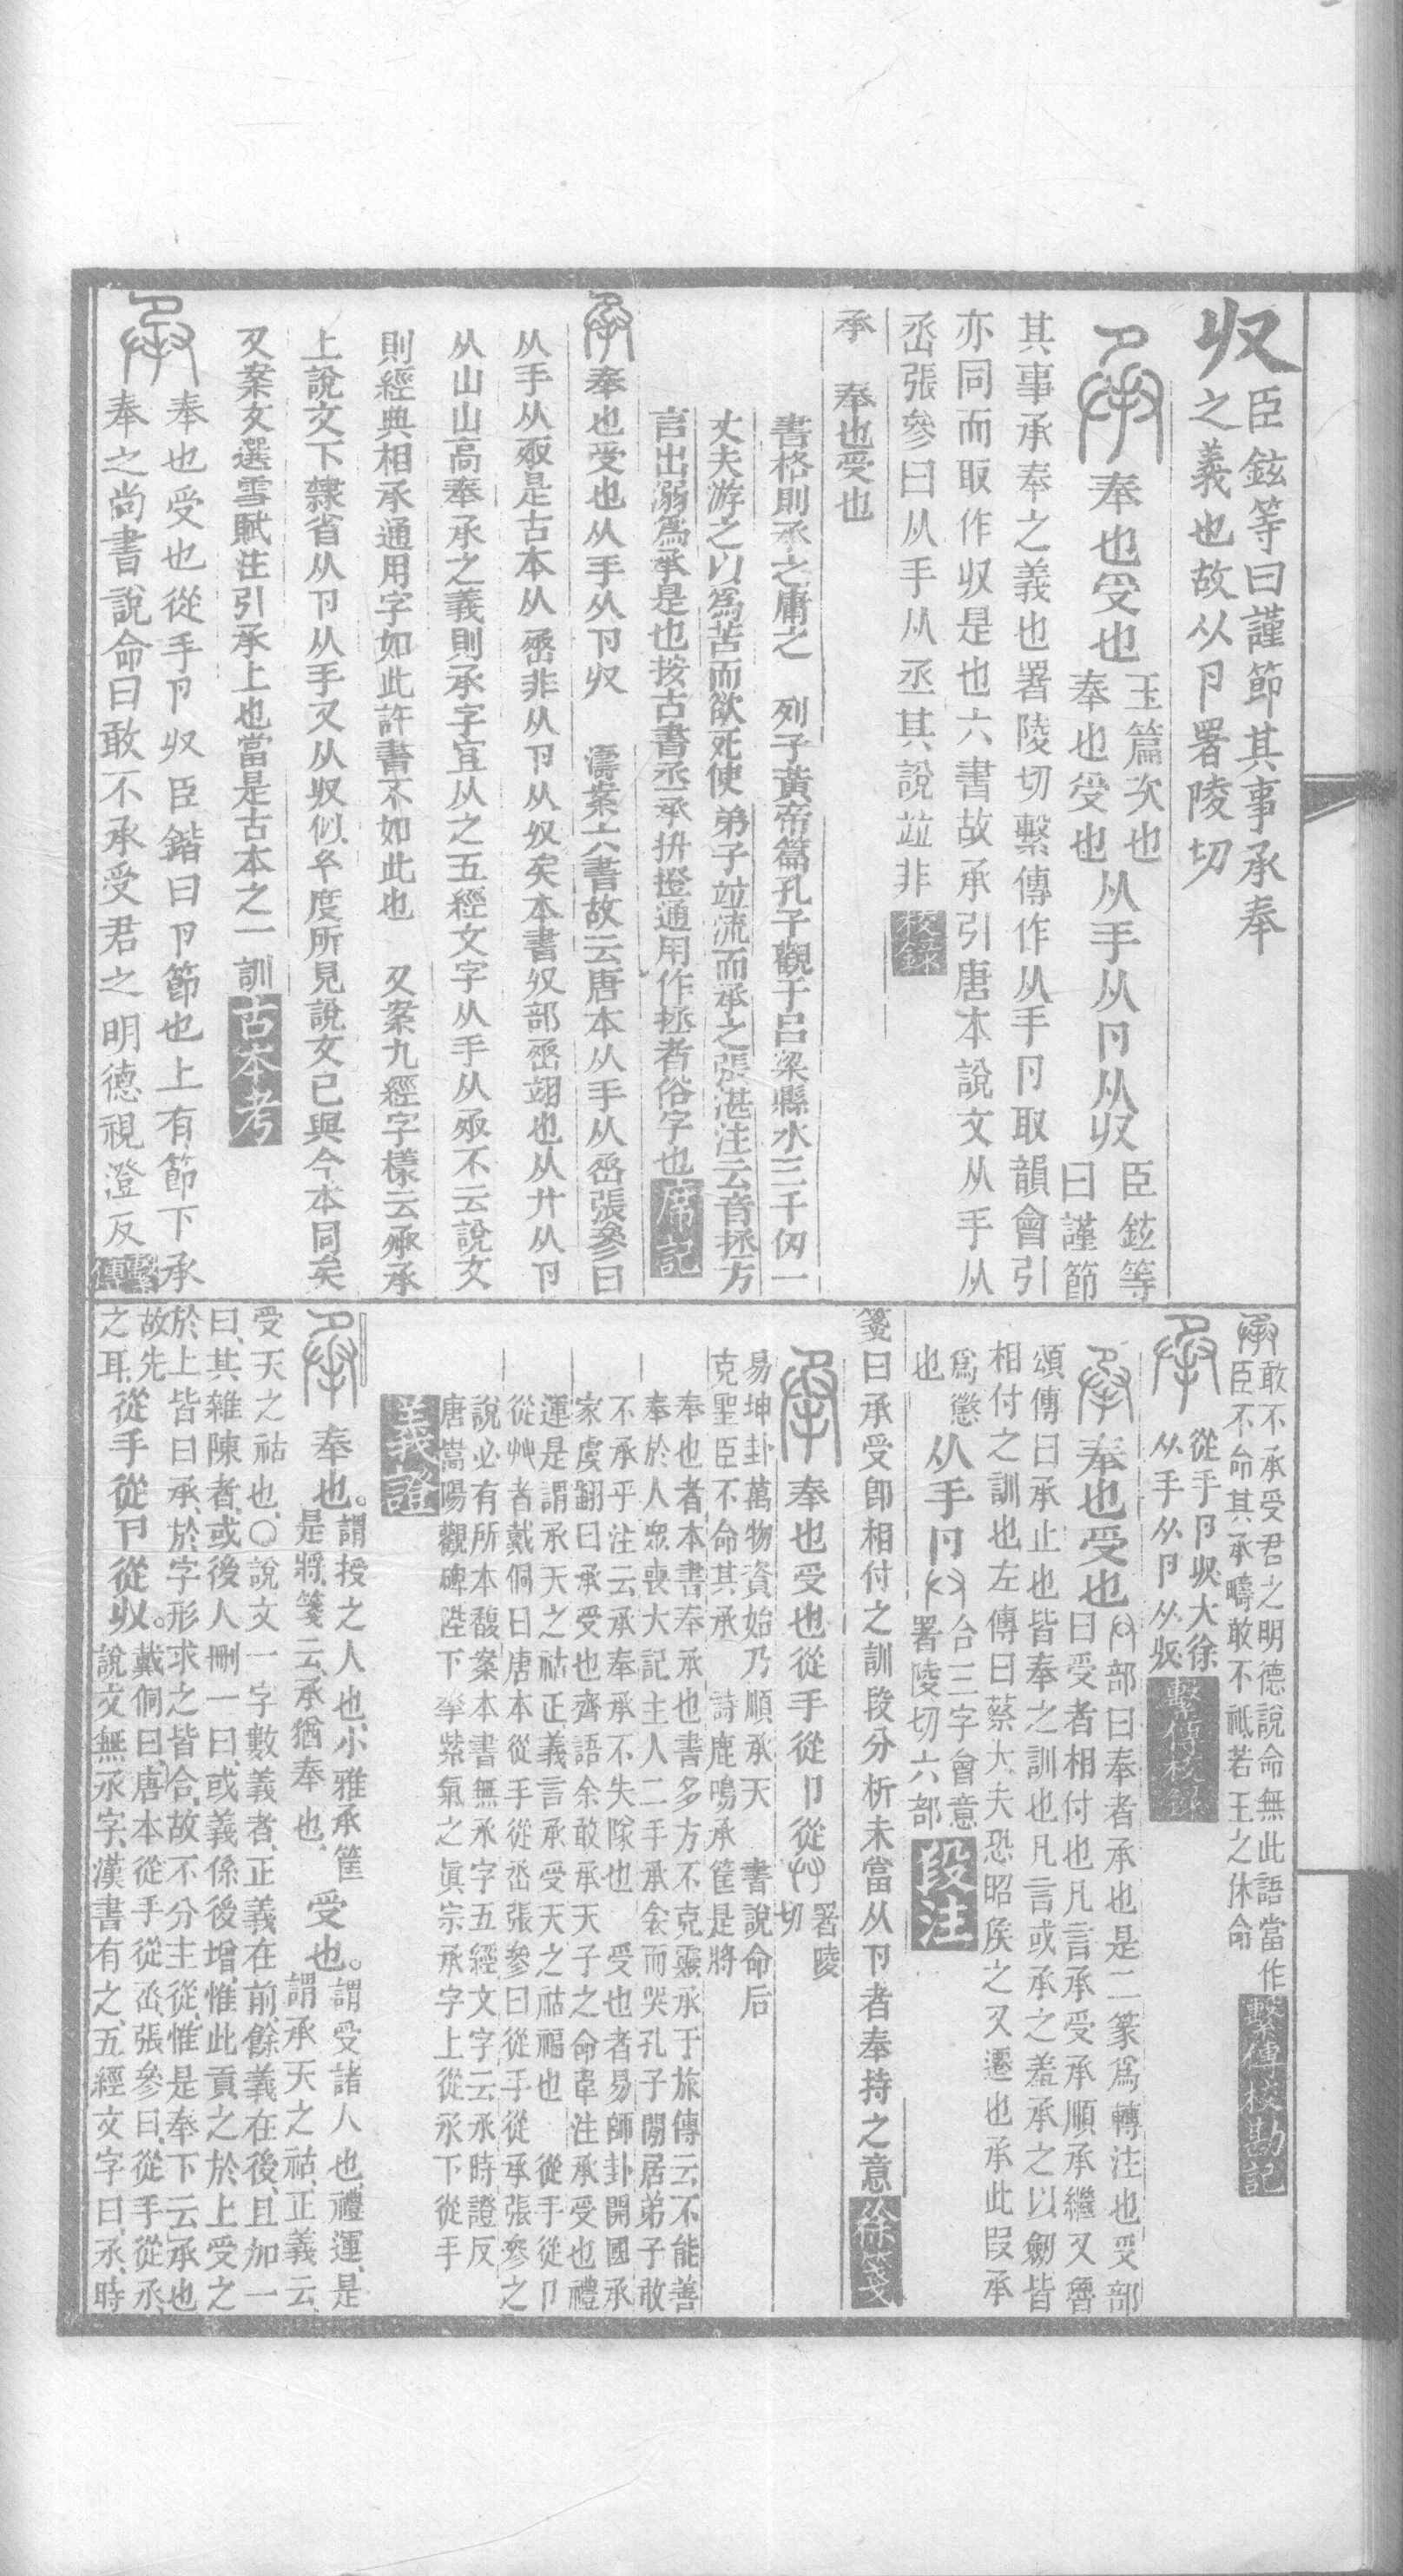 収
臣鉉等曰謹節其事承奉
之義也故从卪署陵切
奉也受也
玉篇次也
奉也受也
从手从卪从収
臣鉉等
曰謹節
其事承奉之義也署陵切繫傳作从手卪取韻會引
亦同而取作収是也六書故承引唐本說文从手从
丞張參曰从手从丞其說竝非
校錄
承　奉也受也
書格則承之庸之　列子黃帝篇孔子觀于呂梁縣水三千仞一
丈夫游之以爲苦而欲死使弟子竝流而承之張湛注云音拯方
言出溺爲承是也按古書丞承拼撜通用作拯者俗字也
席記
奉也受也从手从卪収　濤案六書故云唐本从手从丞張參曰
从手从丞是古本从丞非从卪从奴矣本書収部丞翊也从廾从卪
从山山高奉承之義則承字宜从之五經文字从手从丞不云說文
則經典相承通用字如此許書不如此也　又案九經字樣云承承
上說文下隸省从卪从手又从収似唐度所見說文已與今本同矣
又案文選雪賦注引承上也當是古本之一訓
古本考
奉也受也從手卪収臣鍇曰卪節也上有節下承
奉之尚書說命曰敢不承受君之明德視澄反
繫傳
敢不承受君之明德說命無此語當作
臣不命其承疇敢不祗若王之休命
繫傳校勘記
從手卪収大徐
从手从卪从収
繫傳校錄
奉也受也
部曰奉者承也是二篆爲轉注也受部
曰受者相付也凡言承受承順承繼又魯
頌傳曰承止也皆奉之訓也凡言或承之羞承之以劒皆
相付之訓也左傳曰蔡大夫恐昭矦之又遷也承此叚承
爲懲
也
从手卪収
合三字會意
署陵切六部
段注
箋曰承受即相付之訓段分析未當从卪者奉持之意
徐箋
奉也受也從手從卪從収
署陵
切
易坤卦萬物資始乃順承天　書說命后
克聖臣不命其承　詩鹿鳴承筐是將
奉也者本書奉承也書多方不克靈承于旅傳云不能善
奉於人眾喪大記主人二手承衾而哭孔子閒居弟子敢
不承乎注云承奉承不失隊也　受也者易師卦開國承
家虞翻曰承受也齊語余敢承天子之命韋注承受也禮
運是謂承天之祜正義言承受天之祜福也　從手從卪
從艸者戴侗曰唐本從手從丞張參曰從手從承張參之
說必有所本馥案本書無氶字五經文字云承時證反
唐嵩陽觀碑陞下擎紫氣之眞宗承字上從氶下從手
義證
奉也。
謂授之人也小雅承筐
是將、箋云、承猶奉也、
受也。
謂受諸人也、禮運、是
謂承天之祜、正義云、
受天之祜也、○說文一字數義者、正義在前、餘義在後、且加一
曰、其雜陳者、或後人刪一曰、或義係後增、惟此貢之於上受之
於上皆曰承、於字形求之皆合、故不分主從、惟是奉下云承也
故先
之耳、
從手從卪從収。
戴侗曰、唐本從手從丞、張參曰、從手從氶、
說文無氶字、漢書有之、五經文字曰、氶、時